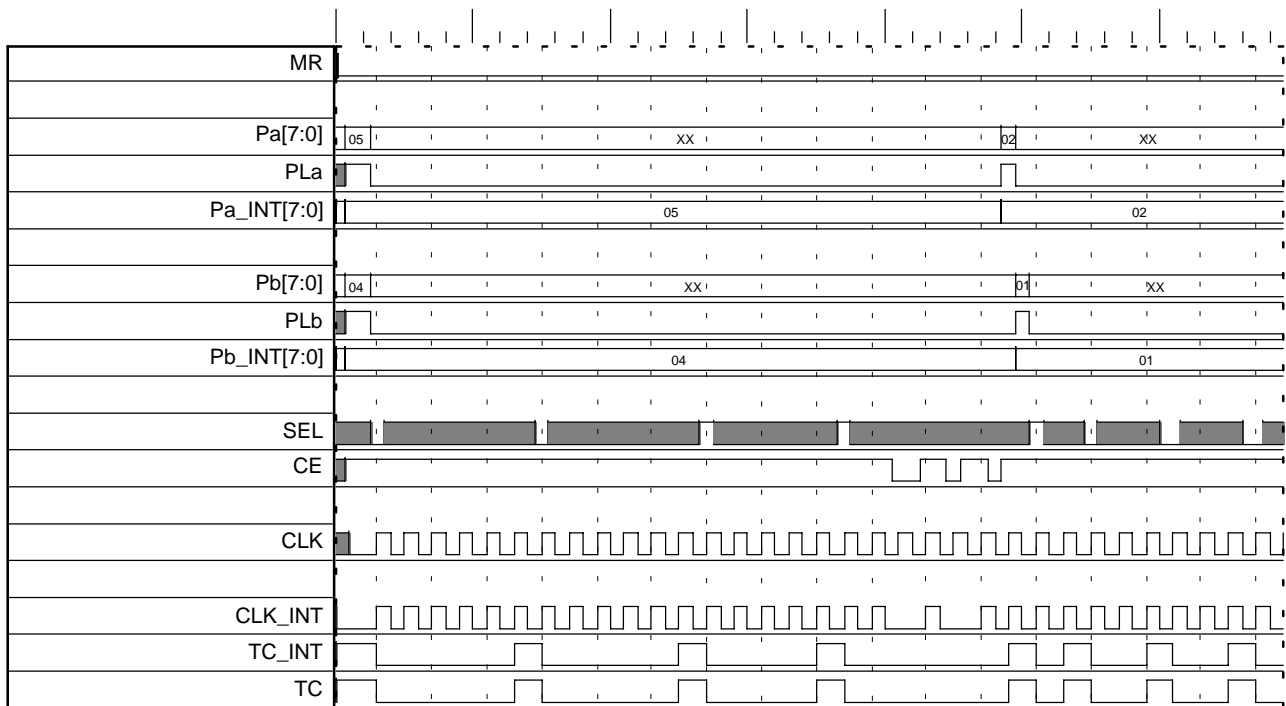 MR
Pa[7:0] 05 XX 02 XX
PLa
Pa_INT[7:0] 05 02
Pb[7:0] 04 XX 01 XX
PLb
Pb_INT[7:0] 04 01
SEL
CE
CLK
CLK_INT
TC_INT
TC